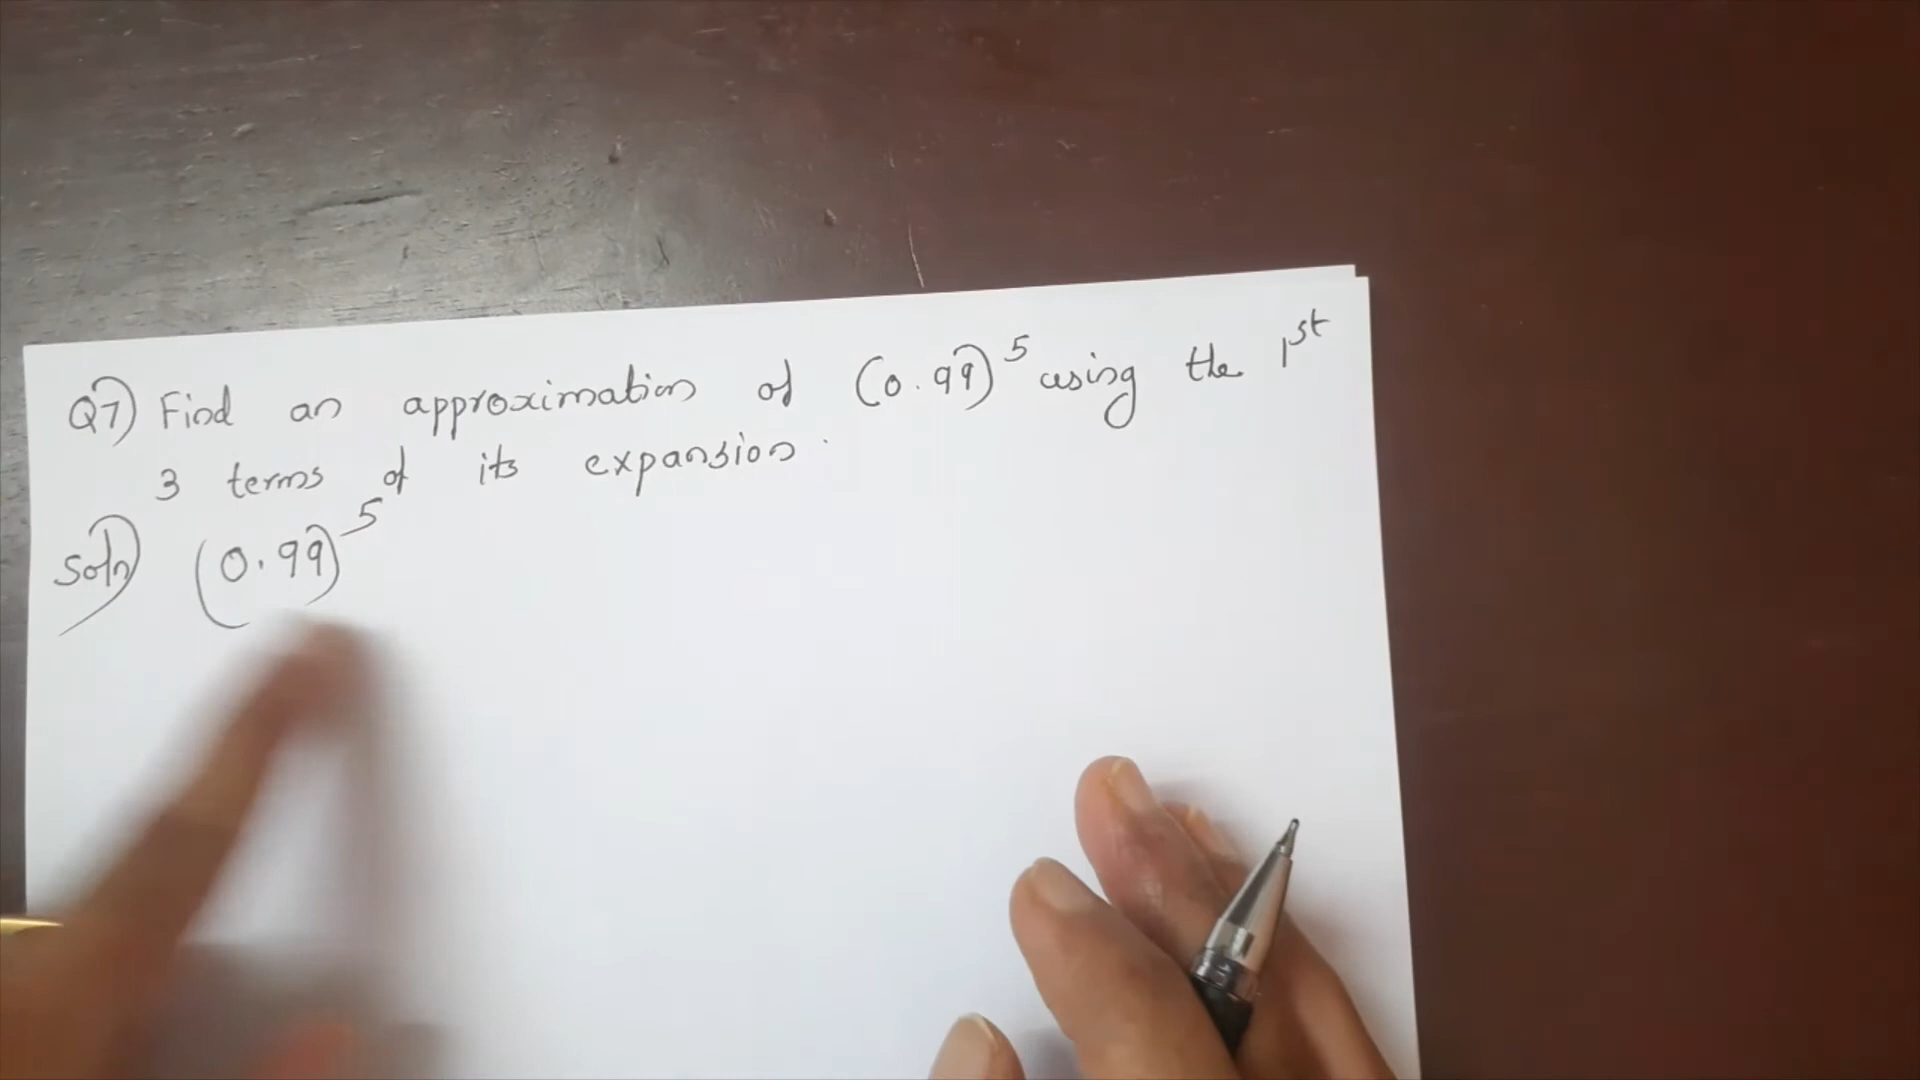 Q7) Find an approximation of (0.99)^5 using the 1st
3 terms of its expansion.
Soln) (0.99)^5